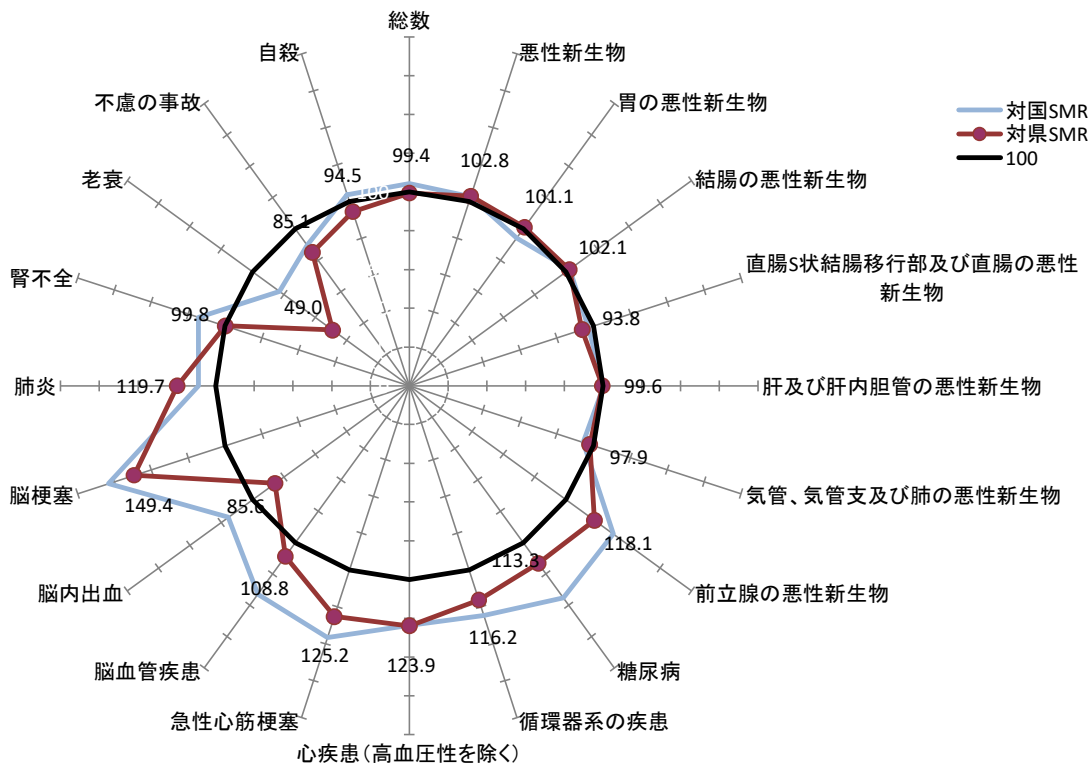 総数
悪性新生物
胃の悪性新生物
結腸の悪性新生物
直腸S状結腸移行部及び直腸の悪性
新生物
肝及び肝内胆管の悪性新生物
気管、気管支及び肺の悪性新生物
前立腺の悪性新生物
糖尿病
循環器系の疾患
心疾患(高血圧性を除く)
急性心筋梗塞
脳血管疾患
脳内出血
脳梗塞
肺炎
腎不全
老衰
不慮の事故
自殺
99.4
102.8
101.1
102.1
93.8
99.6
97.9
118.1
113.3
116.2
123.9
125.2
108.8
85.6
149.4
119.7
99.8
49.0
85.1
94.5
100
対国SMR
対県SMR
100